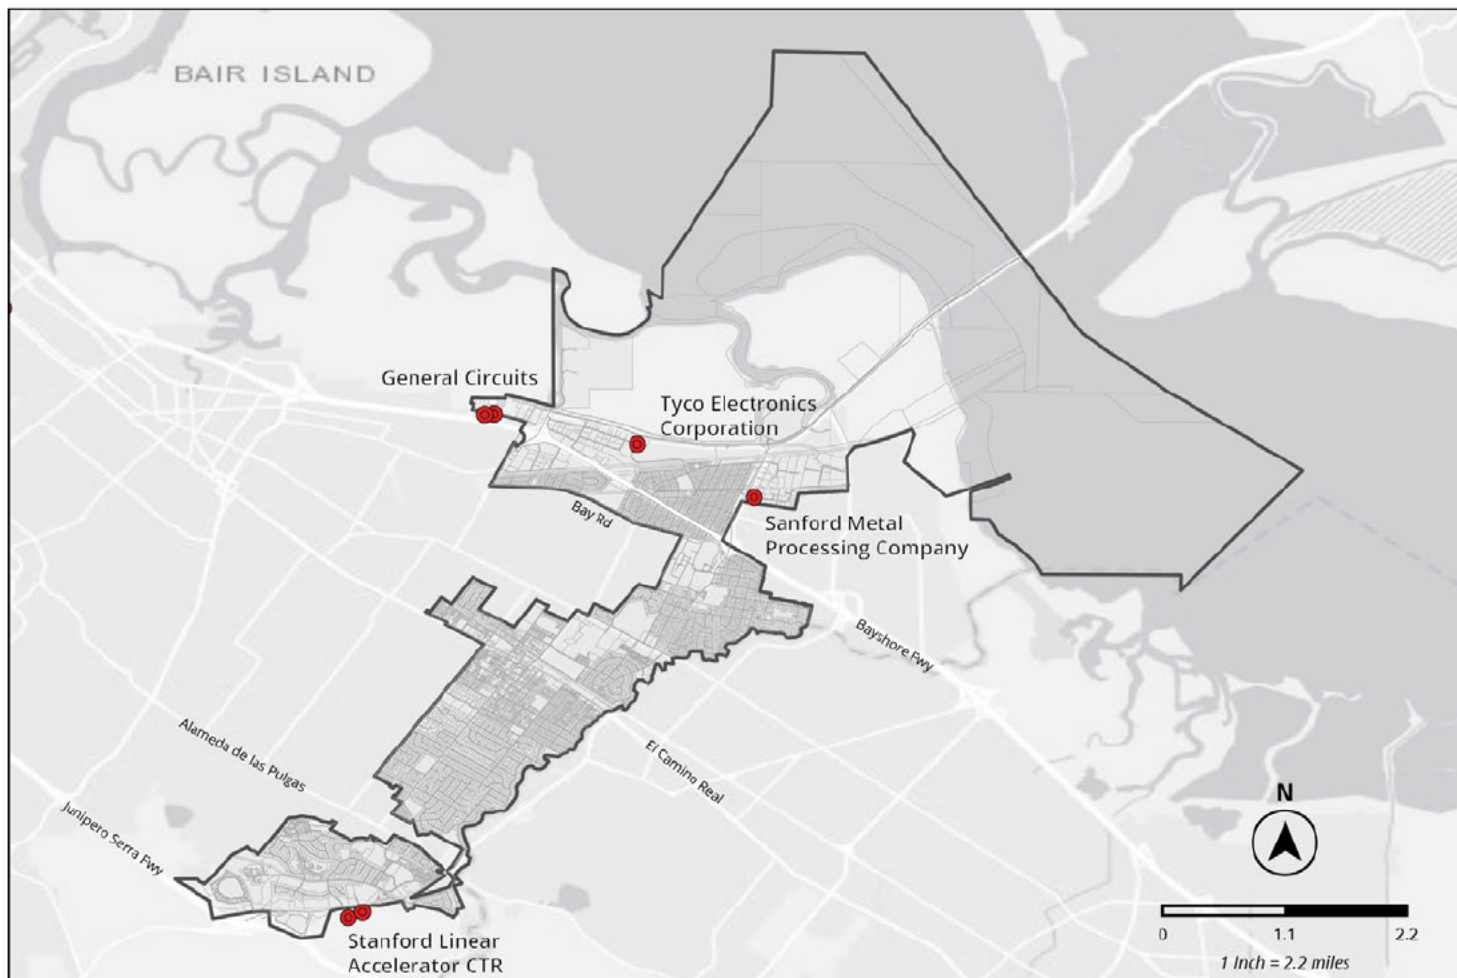 BAIR ISLAND
General Circuits
Tyco Electronics
Corporation
Sanford Metal
Processing Company
Bay Rd
Bayshore Fwy
El Camino Real
Alameda de las Pulgas
Junipero Serra Fwy
Stanford Linear
Accelerator CTR
N
0 1.1 2.2
1 Inch = 2.2 miles